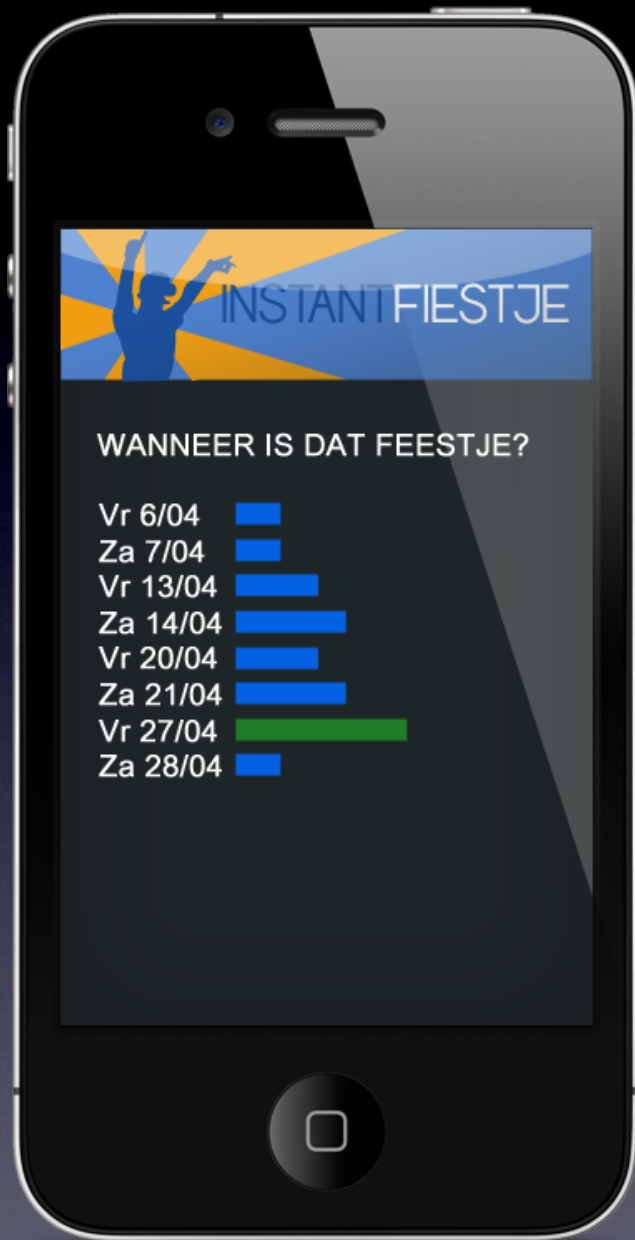 INSTANTFIESTJE
WANNEER IS DAT FEESTJE?
Vr 6/04
Za 7/04
Vr 13/04
Za 14/04
Vr 20/04
Za 21/04
Vr 27/04
Za 28/04